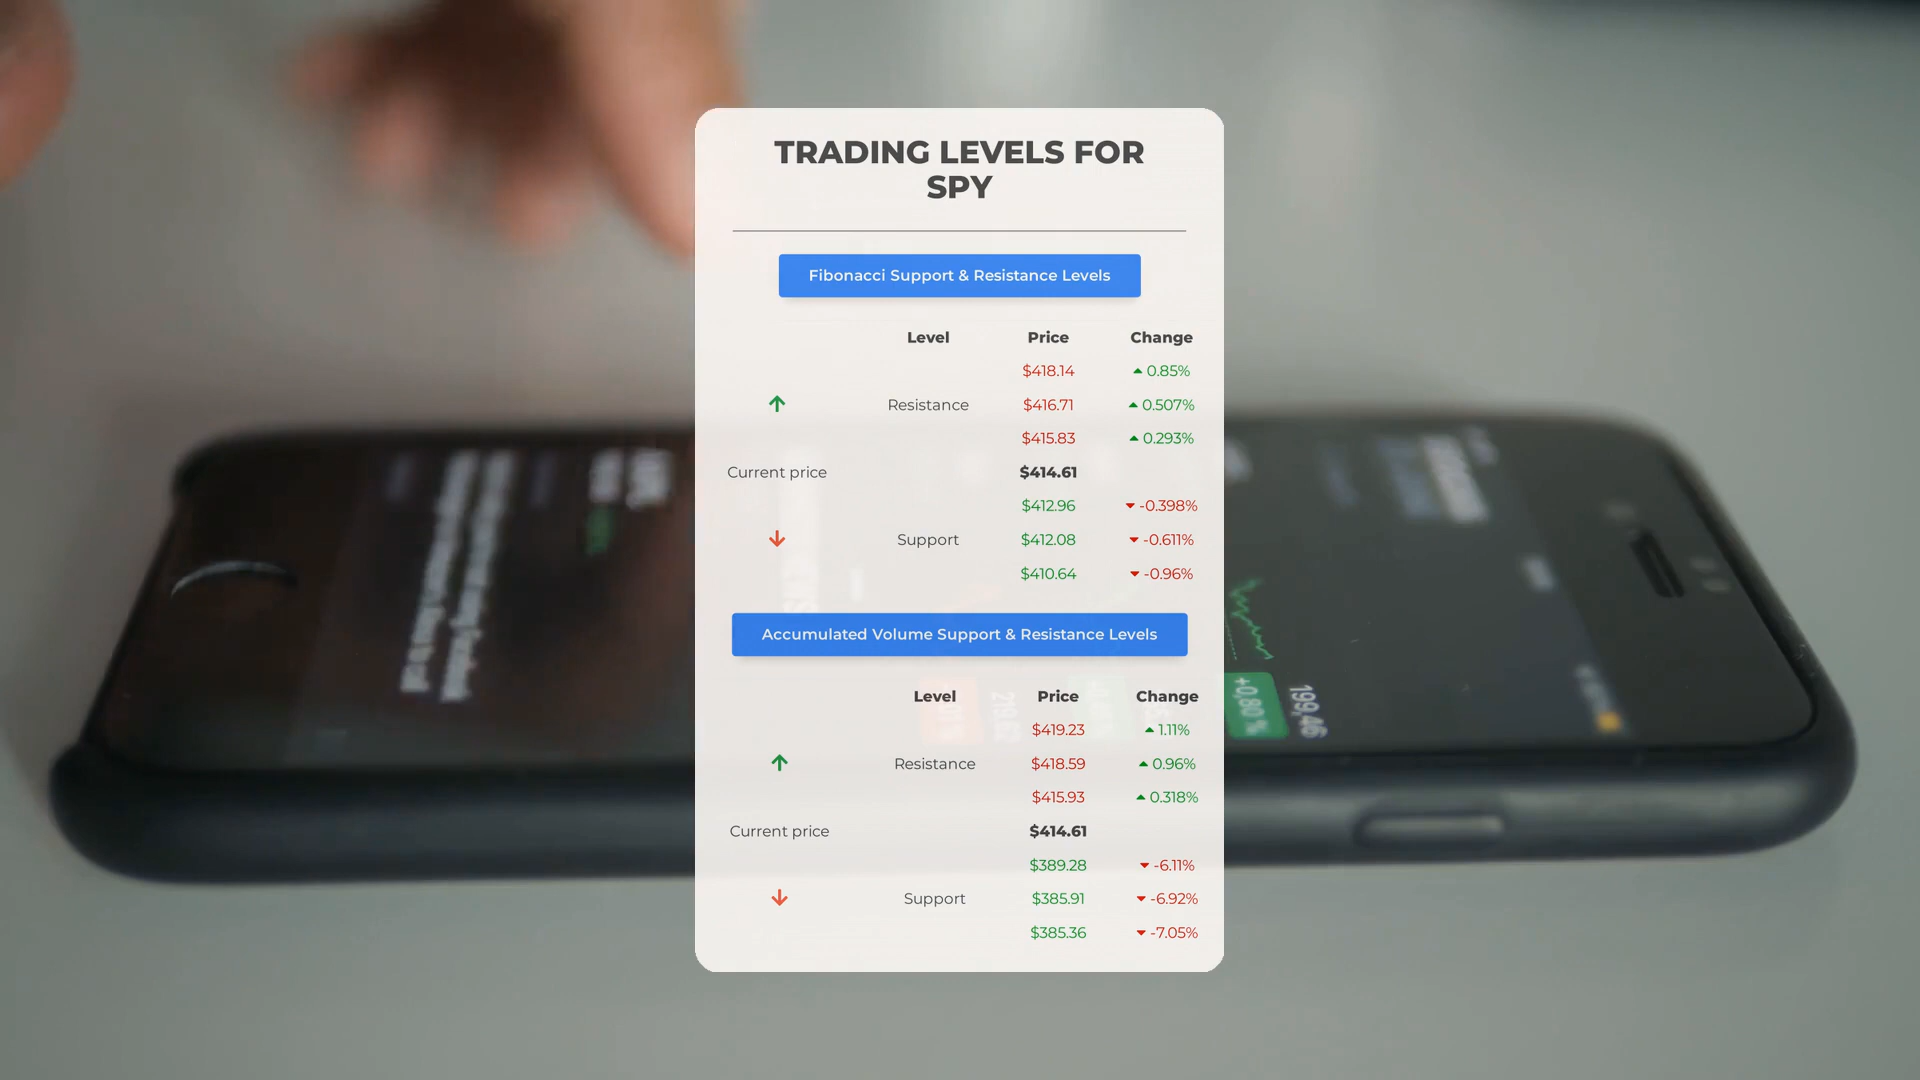 TRADING LEVELS FOR
SPY
Fibonacci Support & Resistance Levels
Level Price Change
$418.14 0.85%
Resistance $416.71 0.507%
$415.83 0.293%
Current price $414.61
$412.96 -0.398%
Support $412.08 -0.611%
$410.64 -0.96%
Accumulated Volume Support & Resistance Levels
Level Price Change
$419.23 1.11%
Resistance $418.59 0.96%
$415.93 0.318%
Current price $414.61
$389.28 -6.11%
Support $385.91 -6.92%
$385.36 -7.05%
+0,80 %
199,46